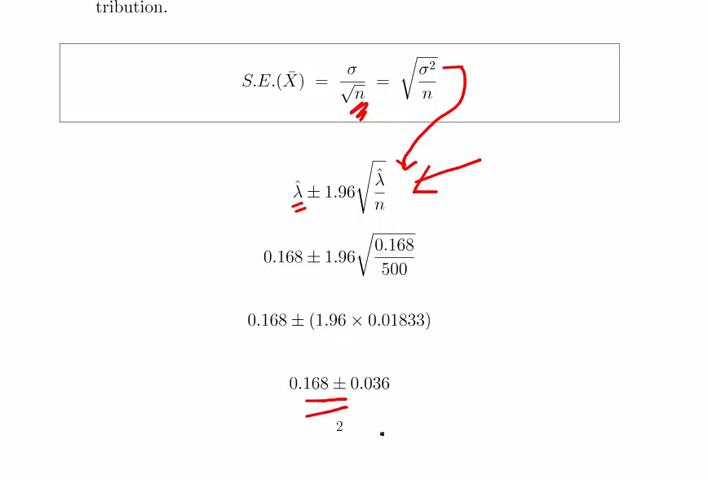 tribution.
S.E.(X̄) = σ/√n = √(σ²/n)
λ̂ ± 1.96√(λ̂/n)
0.168 ± 1.96√(0.168/500)
0.168 ± (1.96 × 0.01833)
0.168 ± 0.036
2